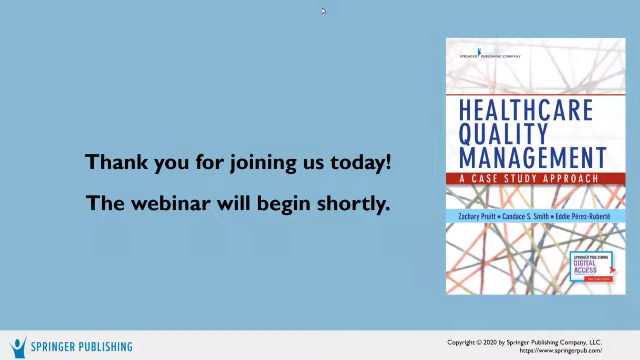 SPRINGER PUBLISHING COMPANY
HEALTHCARE
QUALITY
MANAGEMENT
A CASE STUDY APPROACH
Thank you for joining us today!
The webinar will begin shortly.
Zachary Pruitt • Candace S. Smith • Eddie Pérez-Ruberté
SPRINGER PUBLISHING
DIGITAL
ACCESS
SPRINGER PUBLISHING
Copyright © 2020 by Springer Publishing Company, LLC.
https://www.springerpub.com/